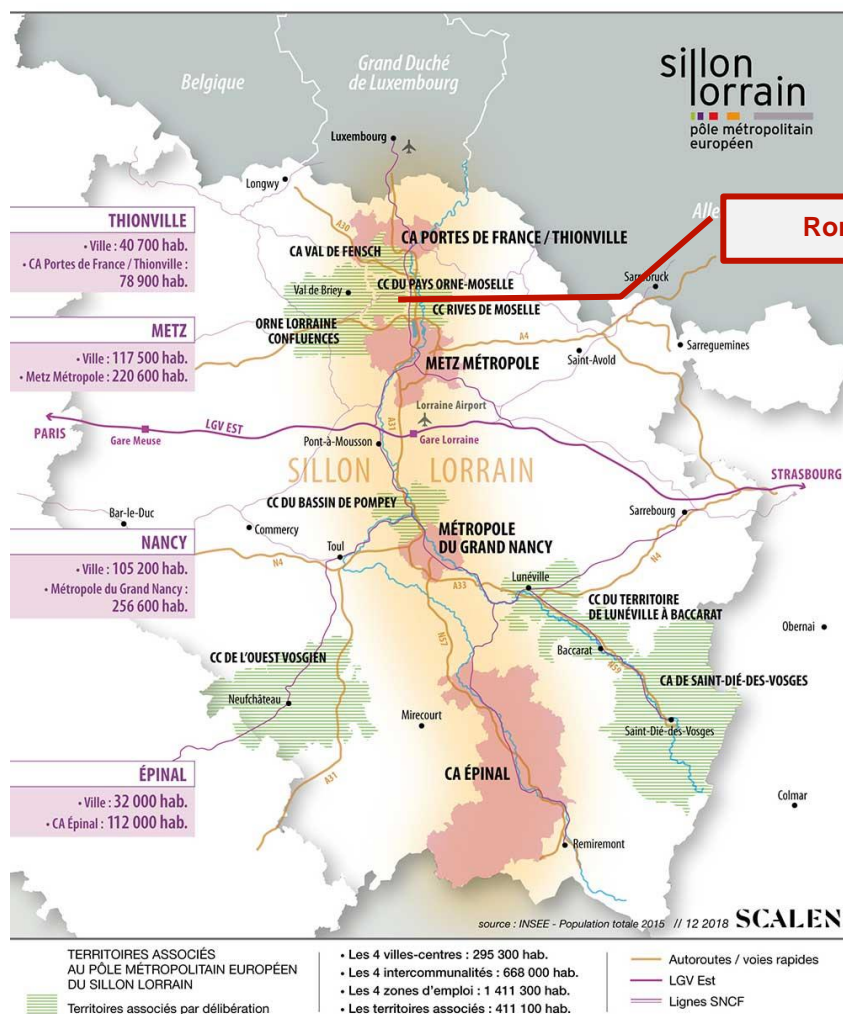 sillon
lorrain
pôle métropolitain
européen
Belgique
Grand Duché
de Luxembourg
Luxembourg
Longwy
A30
CA PORTES DE FRANCE / THIONVILLE
CA VAL DE FENSCH
CC DU PAYS ORNE-MOSELLE
Val de Briey
CC RIVES DE MOSELLE
ORNE LORRAINE
CONFLUENCES
METZ MÉTROPOLE
A4
Saint-Avold
Sarreguemines
THIONVILLE
• Ville : 40 700 hab.
• CA Portes de France / Thionville :
78 900 hab.
METZ
• Ville : 117 500 hab.
• Metz Métropole : 220 600 hab.
PARIS
LGV EST
Gare Meuse
Lorraine Airport
A31
Gare Lorraine
Pont-à-Mousson
STRASBOURG
SILLON LORRAIN
CC DU BASSIN DE POMPEY
Bar-le-Duc
Commercy
Toul
Sarrebourg
MÉTROPOLE
DU GRAND NANCY
N4
N4
A33
Lunéville
NANCY
• Ville : 105 200 hab.
• Métropole du Grand Nancy :
256 600 hab.
CC DU TERRITOIRE
DE LUNÉVILLE À BACCARAT
Obernai
N57
Baccarat
N59
CC DE L'OUEST VOSGIEN
CA DE SAINT-DIÉ-DES-VOSGES
Neufchâteau
Mirecourt
Saint-Dié-des-Vosges
ÉPINAL
• Ville : 32 000 hab.
• CA Épinal : 112 000 hab.
A31
CA ÉPINAL
Colmar
Remiremont
source : INSEE - Population totale 2015 // 12 2018 SCALEN
TERRITOIRES ASSOCIÉS
AU PÔLE MÉTROPOLITAIN EUROPÉEN
DU SILLON LORRAIN
Territoires associés par délibération
• Les 4 villes-centres : 295 300 hab.
• Les 4 intercommunalités : 668 000 hab.
• Les 4 zones d'emploi : 1 411 300 hab.
• Les territoires associés : 411 100 hab.
Autoroutes / voies rapides
LGV Est
Lignes SNCF